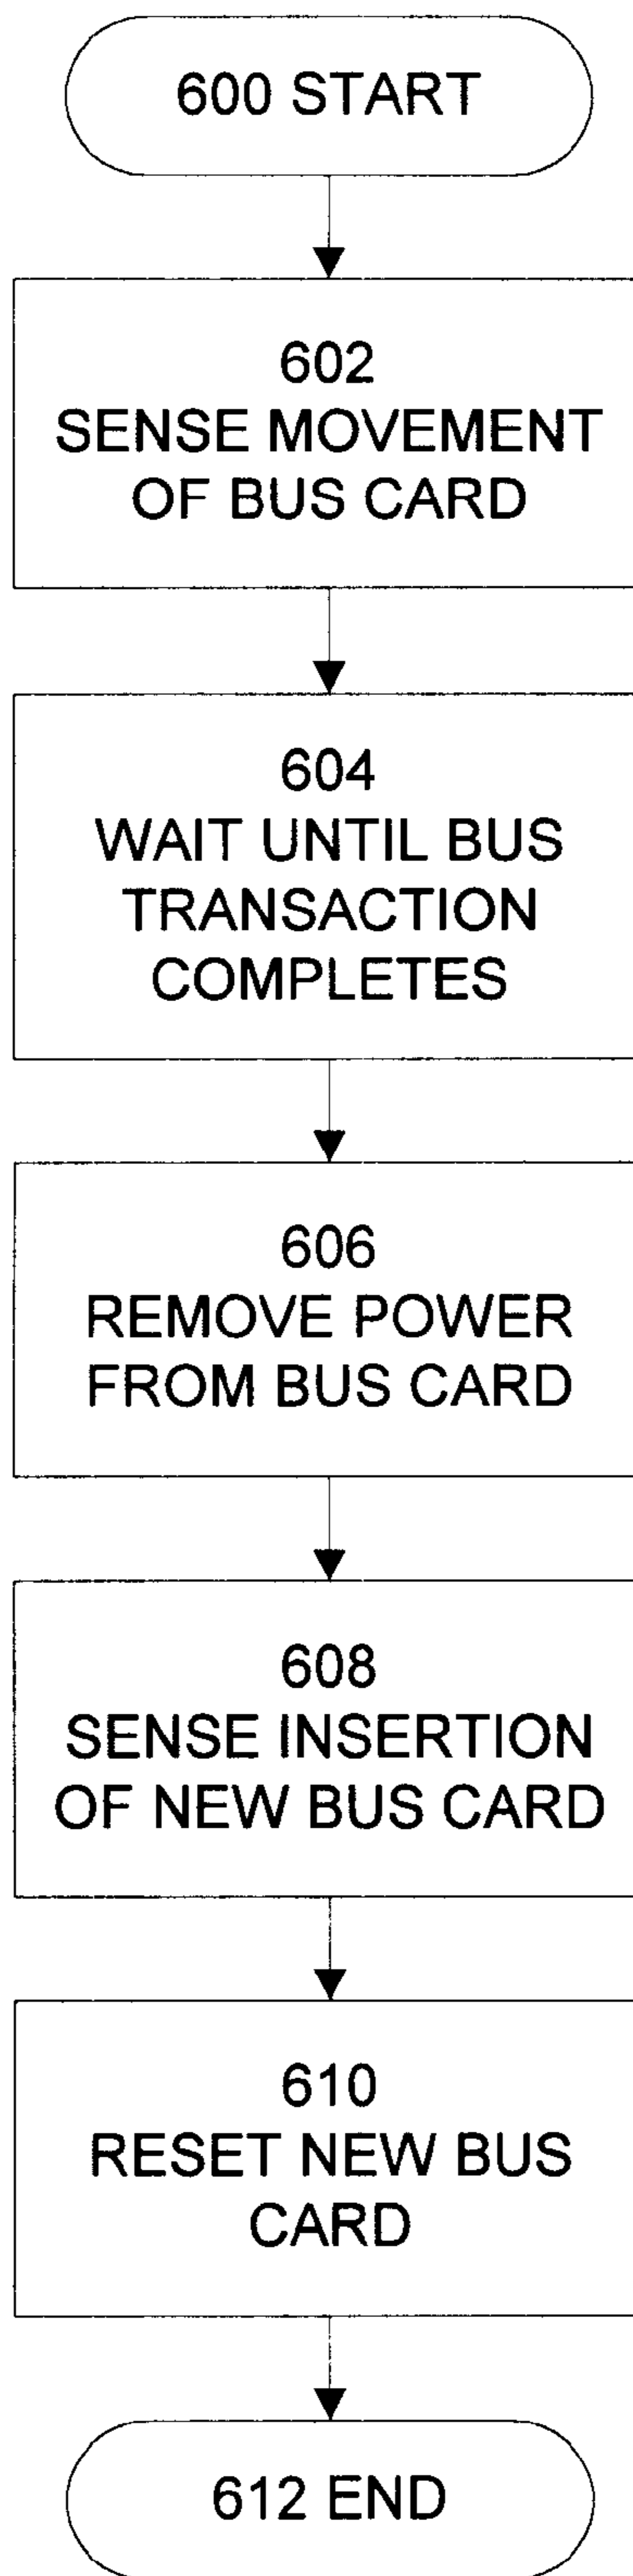 600 START
602
SENSE MOVEMENT
OF BUS CARD
604
WAIT UNTIL BUS
TRANSACTION
COMPLETES
606
REMOVE POWER
FROM BUS CARD
608
SENSE INSERTION
OF NEW BUS CARD
610
RESET NEW BUS
CARD
612 END